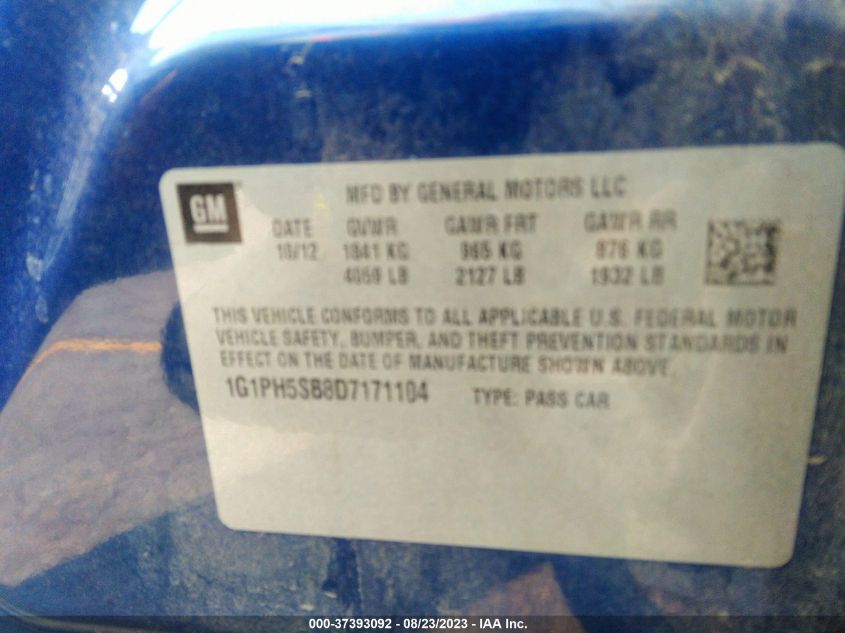 GM
MFD BY GENERAL MOTORS LLC
DATE GVWR GAWR FRT GAWR RR
10/12 1841 KG 965 KG 876 KG
4059 LB 2127 LB 1932 LB
THIS VEHICLE CONFORMS TO ALL APPLICABLE U.S. FEDERAL MOTOR
VEHICLE SAFETY, BUMPER, AND THEFT PREVENTION STANDARDS IN
EFFECT ON THE DATE OF MANUFACTURE SHOWN ABOVE.
1G1PH5SB8D7171104 TYPE: PASS CAR
000-37393092 - 08/23/2023 - IAA Inc.